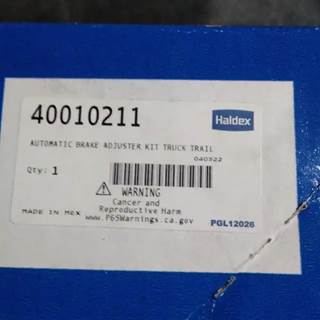 40010211
Haldex
AUTOMATIC BRAKE ADJUSTER KIT TRUCK TRAIL
040522
Qty: 1
WARNING
Cancer and
Reproductive Harm
www.P65Warnings.ca.gov
MADE IN Mex
PGL12026